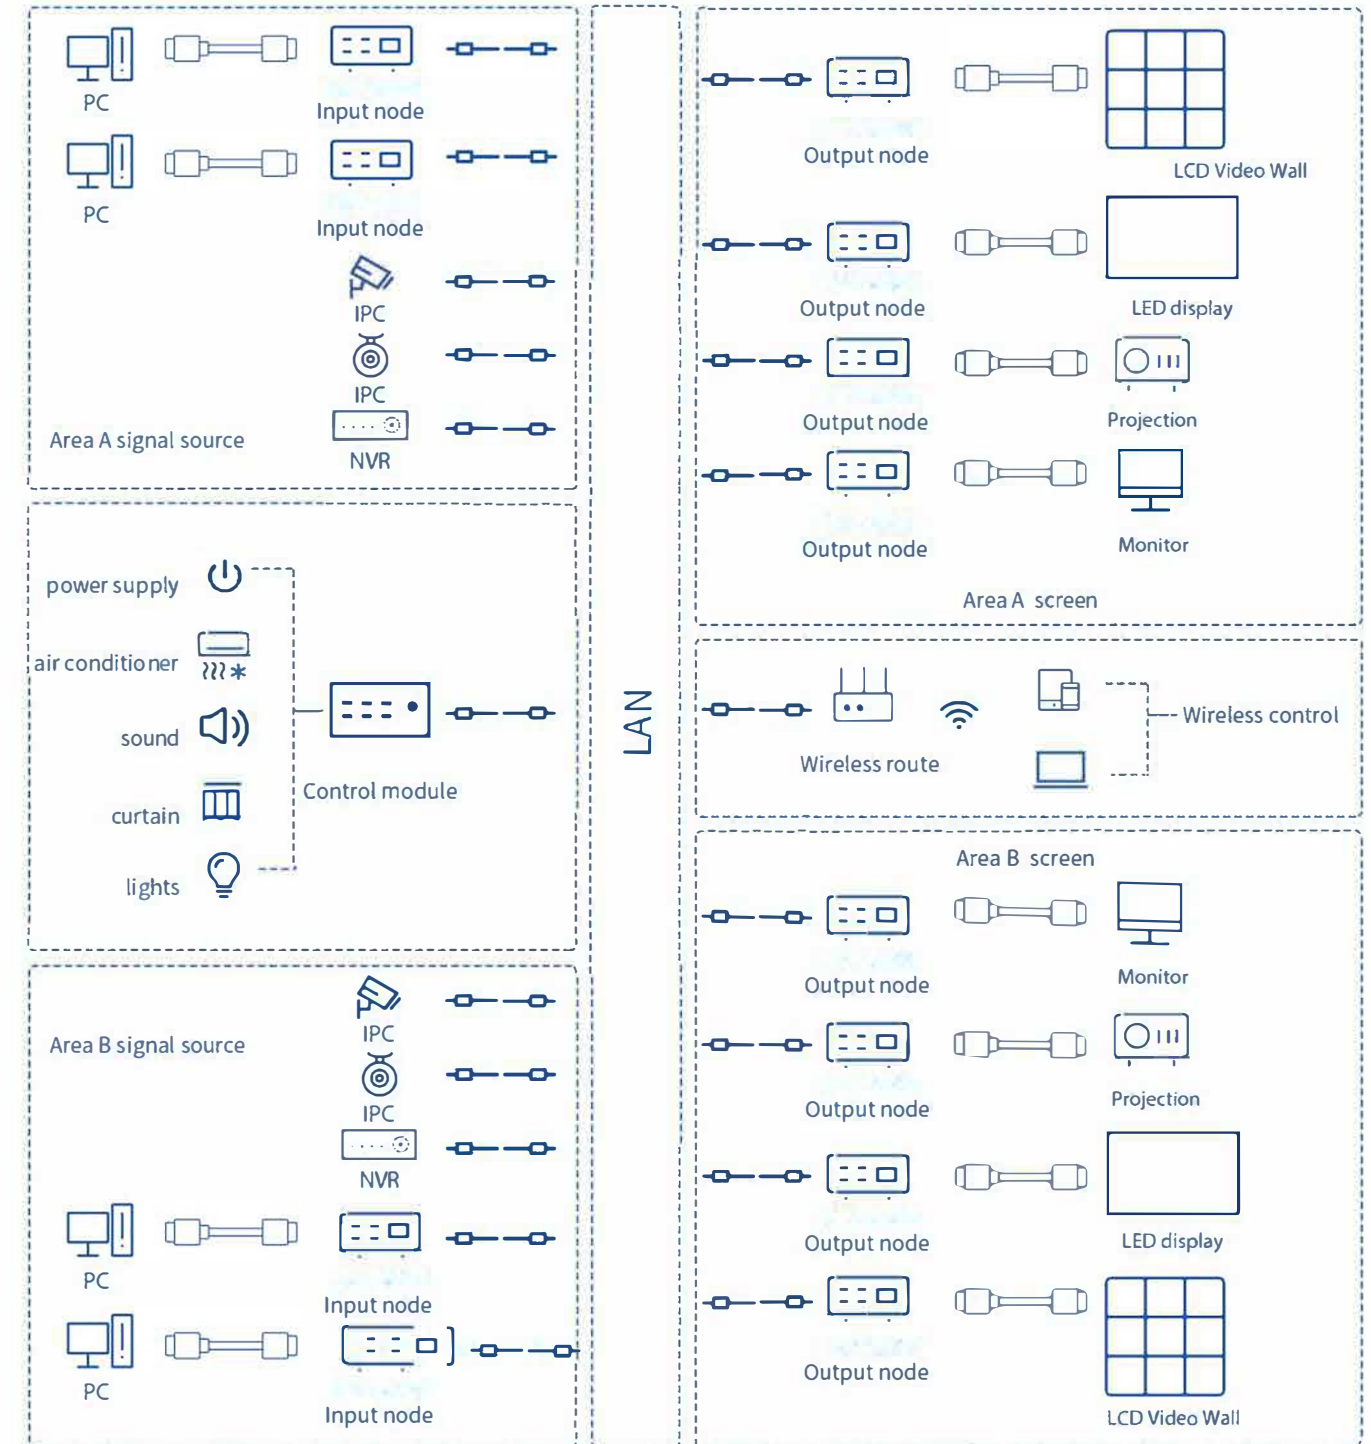 PC
Input node
PC
Input node
IPC
IPC
Area A signal source
NVR
power supply
air conditioner
sound
Control module
curtain
lights
IPC
Area B signal source
IPC
NVR
PC
Input node
PC
Input node
LAN
Output node
LCD Video Wall
Output node
LED display
Output node
Projection
Output node
Monitor
Area A screen
Wireless route
Wireless control
Area B screen
Output node
Monitor
Output node
Projection
Output node
LED display
Output node
LCD Video Wall